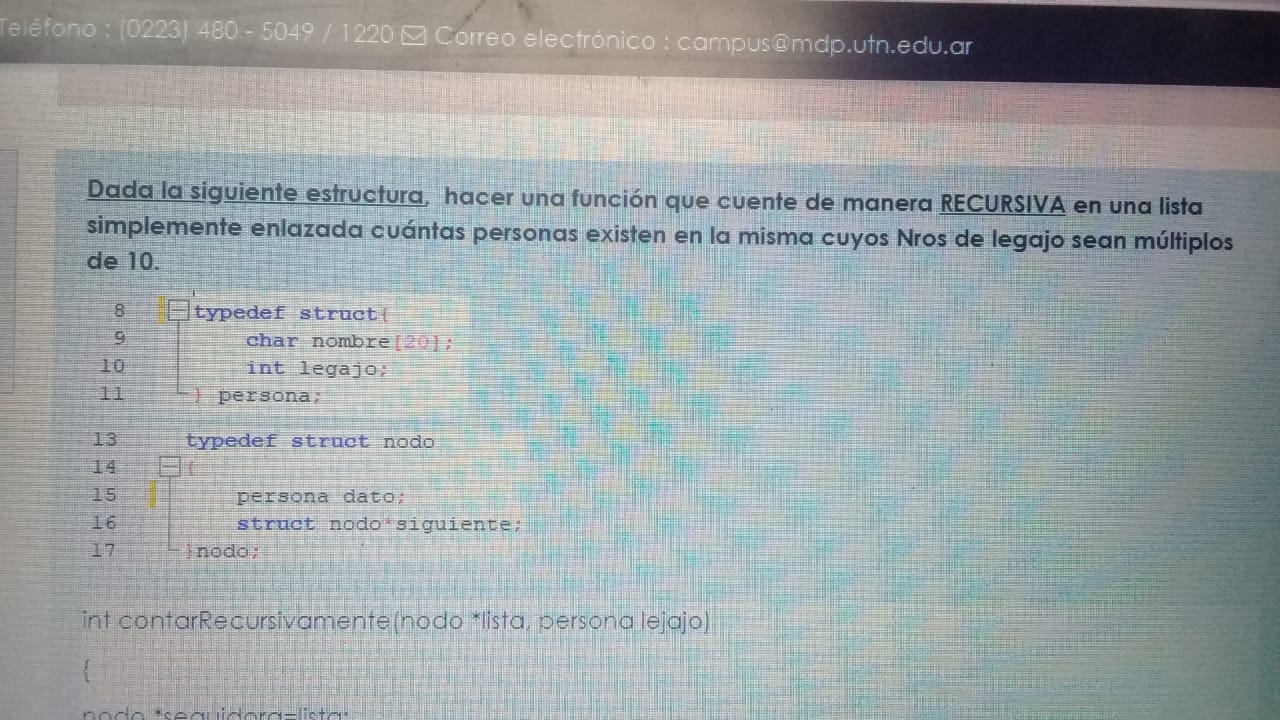 Teléfono : (0223) 480 - 5049 / 1220 Correo electrónico : campus@mdp.utn.edu.ar
Dada la siguiente estructura, hacer una función que cuente de manera RECURSIVA en una lista
simplemente enlazada cuántas personas existen en la misma cuyos Nros de legajo sean múltiplos
de 10.
8 typedef struct{
9 char nombre[20];
10 int legajo;
11 } persona;
13 typedef struct nodo
14 {
15 persona dato;
16 struct nodo*siguiente;
17 }nodo;
int contarRecursivamente(nodo *lista, persona lejajo)
{
nodo *seguidora=lista;